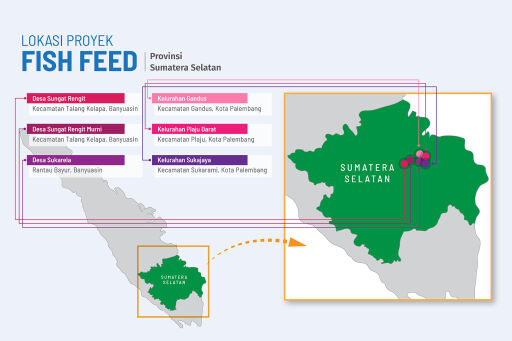 LOKASI PROYEK
FISH FEED
Provinsi
Sumatera Selatan
Desa Sungat Rengit
Kecamatan Talang Kelapa, Banyuasin
Kelurahan Gandus
Kecamatan Gandus, Kota Palembang
Desa Sungat Rengit Murni
Kecamatan Talang Kelapa, Banyuasin
Kelurahan Plaju Darat
Kecamatan Plaju, Kota Palembang
Desa Sukarela
Rantau Bayur, Banyuasin
Kelurahan Sukajaya
Kecamatan Sukarami, Kota Palembang
SUMATERA
SELATAN
SUMATERA
SELATAN